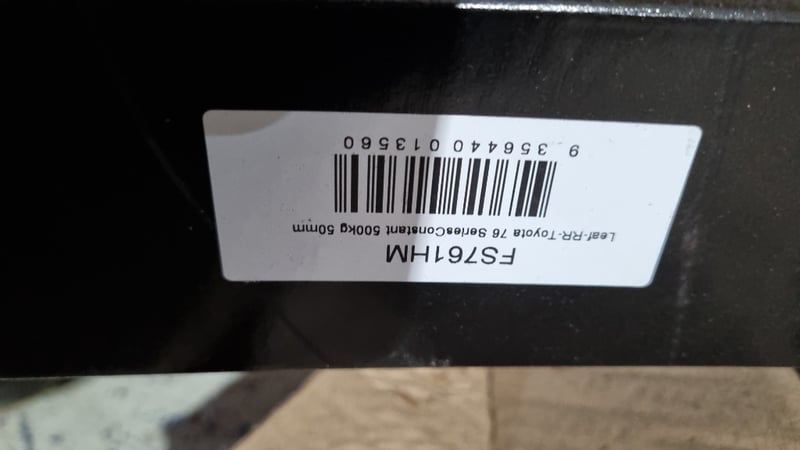 FS761HM
Leaf-RR-Toyota 76 SeriesConstant 500kg 50mm
9 356440 013560